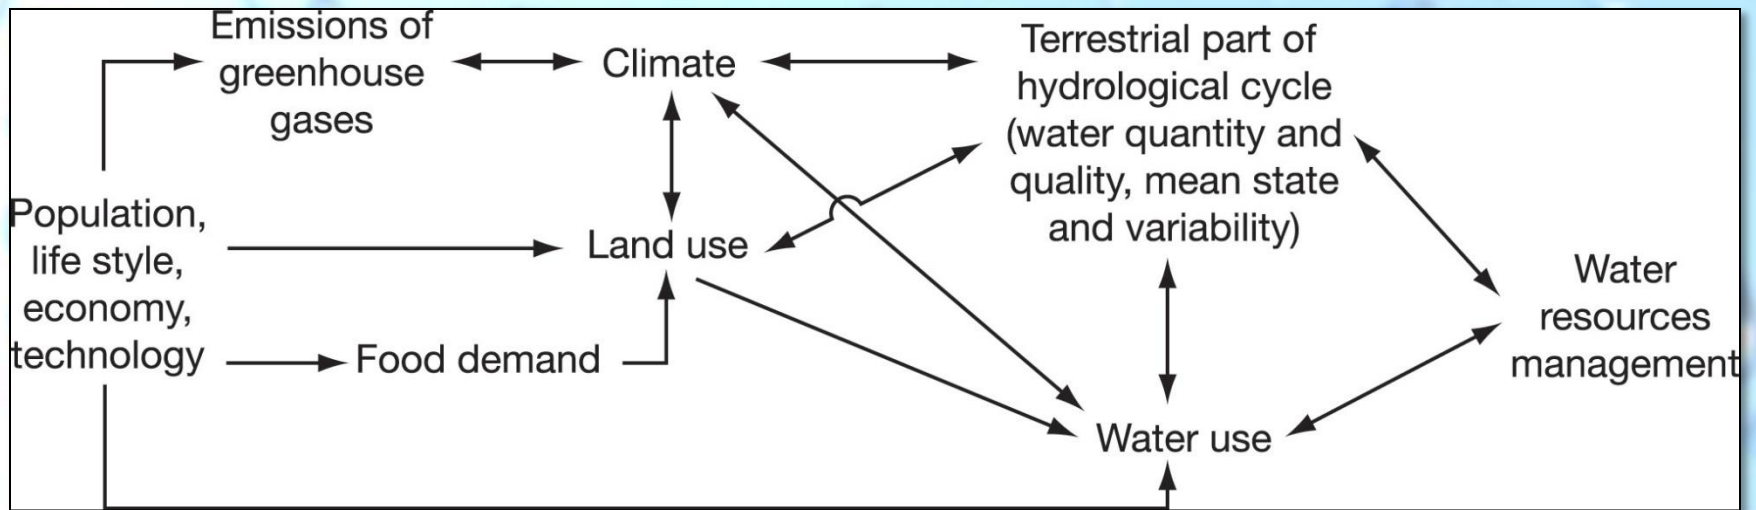 Emissions of
greenhouse
gases
Climate
Terrestrial part of
hydrological cycle
(water quantity and
quality, mean state
and variability)
Population,
life style,
economy,
technology
Land use
Food demand
Water
resources
management
Water use